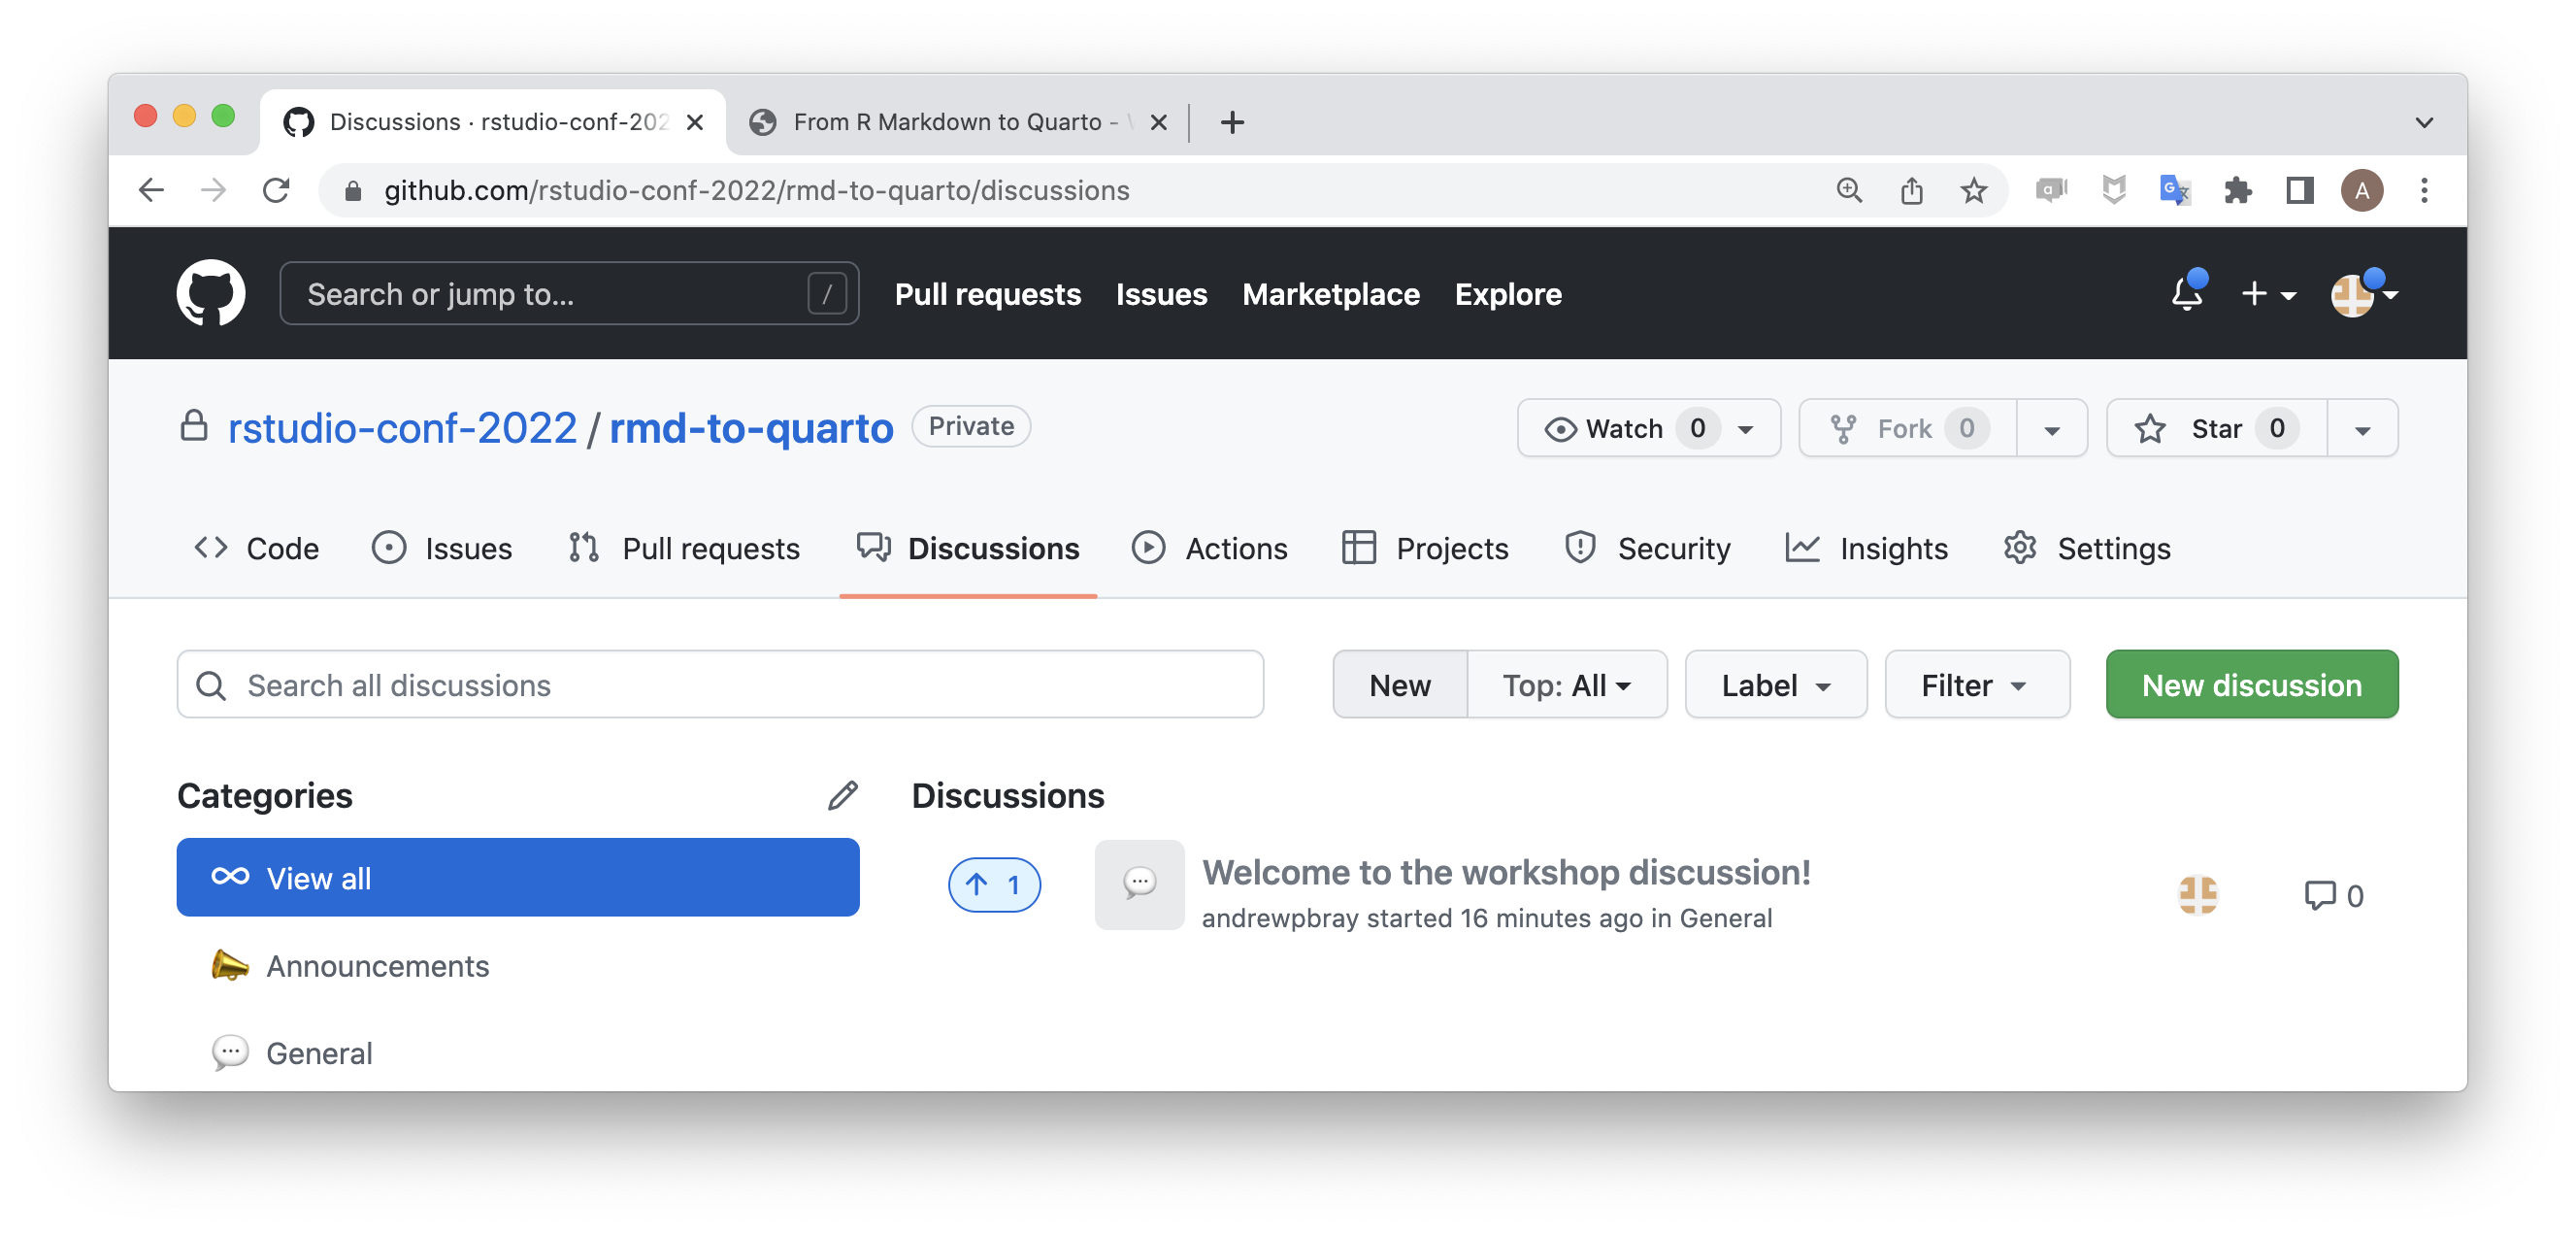 Discussions · rstudio-conf-202
From R Markdown to Quarto -
github.com/rstudio-conf-2022/rmd-to-quarto/discussions
A
Search or jump to... /
Pull requests Issues Marketplace Explore
rstudio-conf-2022 / rmd-to-quarto Private
Watch 0 Fork 0 Star 0
Code Issues Pull requests Discussions Actions Projects Security Insights Settings
Search all discussions
New Top: All Label Filter New discussion
Categories
Discussions
View all
1
Welcome to the workshop discussion!
andrewpbray started 16 minutes ago in General
0
Announcements
General